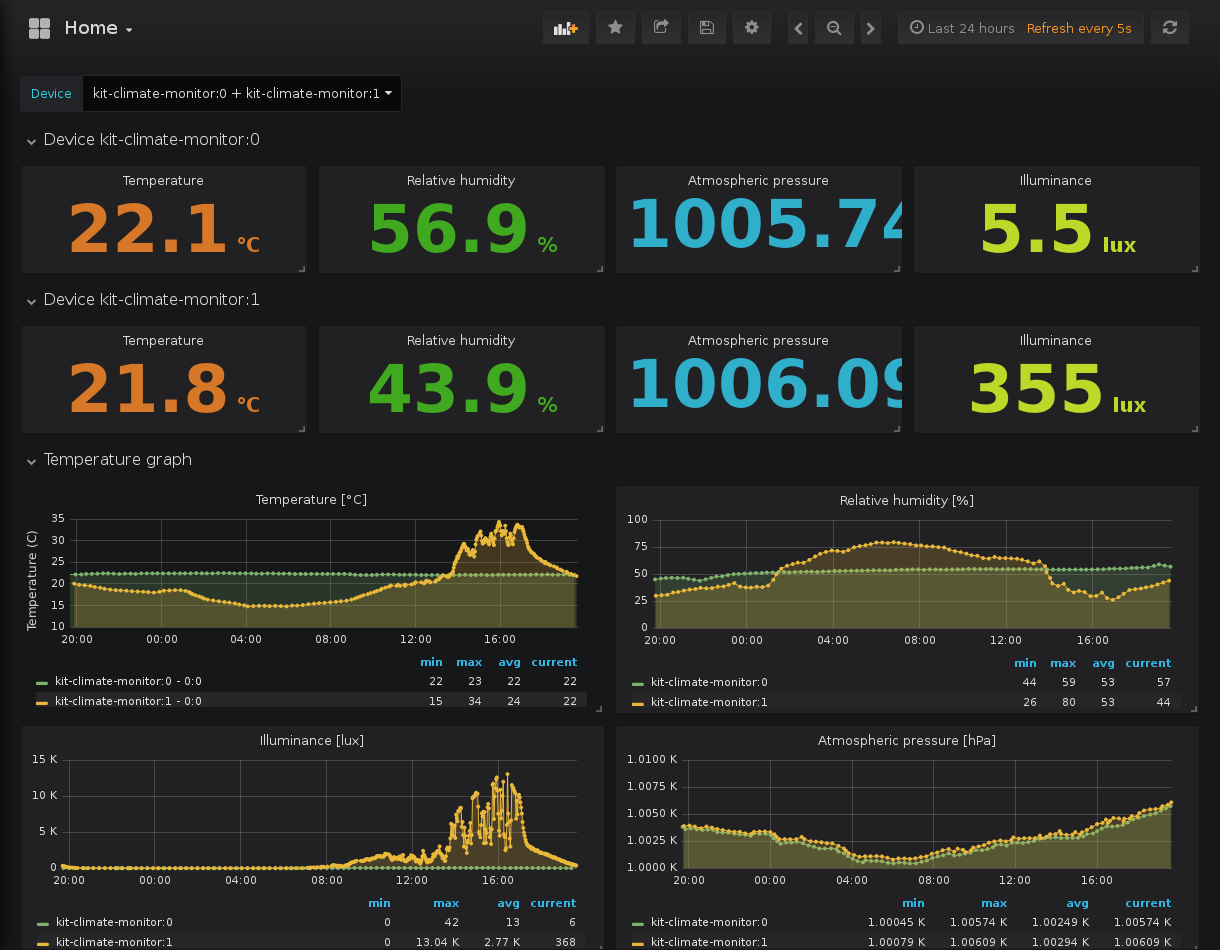 Home
Last 24 hours Refresh every 5s
Device kit-climate-monitor:0 + kit-climate-monitor:1
Device kit-climate-monitor:0
Temperature Relative humidity Atmospheric pressure Illuminance
22.1 °C 56.9 % 1005.74 5.5 lux
Device kit-climate-monitor:1
Temperature Relative humidity Atmospheric pressure Illuminance
21.8 °C 43.9 % 1006.09 355 lux
Temperature graph
Temperature [°C]
Temperature (C)
35
30
25
20
15
10
20:00 00:00 04:00 08:00 12:00 16:00
min max avg current
kit-climate-monitor:0 - 0:0 22 23 22 22
kit-climate-monitor:1 - 0:0 15 34 24 22
Relative humidity [%]
100
75
50
25
0
20:00 00:00 04:00 08:00 12:00 16:00
min max avg current
kit-climate-monitor:0 44 59 53 57
kit-climate-monitor:1 26 80 53 44
Illuminance [lux]
15 K
10 K
5 K
0
20:00 00:00 04:00 08:00 12:00 16:00
min max avg current
kit-climate-monitor:0 0 42 13 6
kit-climate-monitor:1 0 13.04 K 2.77 K 368
Atmospheric pressure [hPa]
1.0100 K
1.0075 K
1.0050 K
1.0025 K
1.0000 K
20:00 00:00 04:00 08:00 12:00 16:00
min max avg current
kit-climate-monitor:0 1.00045 K 1.00574 K 1.00249 K 1.00574 K
kit-climate-monitor:1 1.00079 K 1.00609 K 1.00294 K 1.00609 K